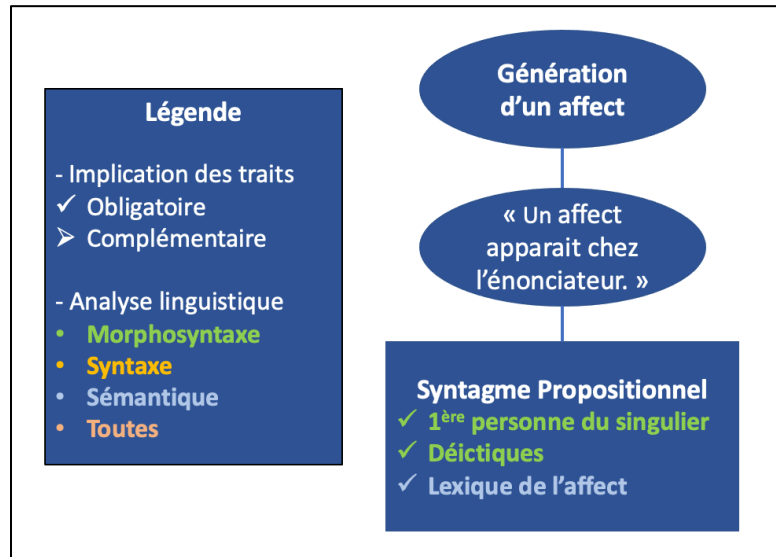 Légende
- Implication des traits
✓ Obligatoire
➢ Complémentaire
- Analyse linguistique
• Morphosyntaxe
• Syntaxe
• Sémantique
• Toutes
Génération
d’un affect
« Un affect
apparait chez
l’énonciateur. »
Syntagme Propositionnel
✓ 1ère personne du singulier
✓ Déictiques
✓ Lexique de l’affect